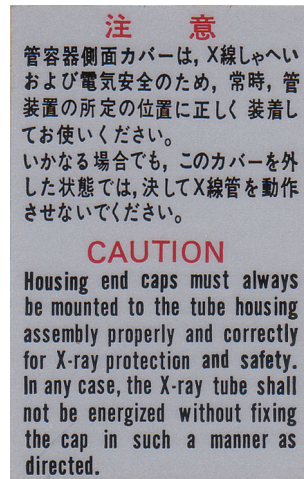 注 意
管容器側面カバーは，X線しゃへい
および電気安全のため，常時，管
装置の所定の位置に正しく装着し
てお使いください。
いかなる場合でも，このカバーを外
した状態では，決してX線管を動作
させないでください。
CAUTION
Housing end caps must always
be mounted to the tube housing
assembly properly and correctly
for X-ray protection and safety.
In any case, the X-ray tube shall
not be energized without fixing
the cap in such a manner as
directed.